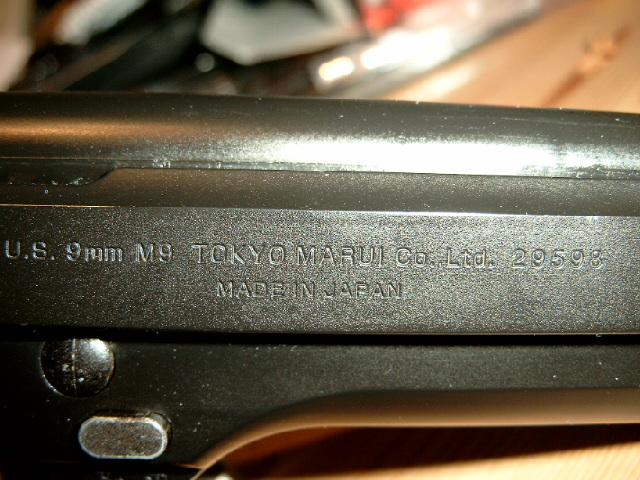 U.S. 9mm M9 TOKYO MARUI Co. Ltd. 29598
MADE IN JAPAN